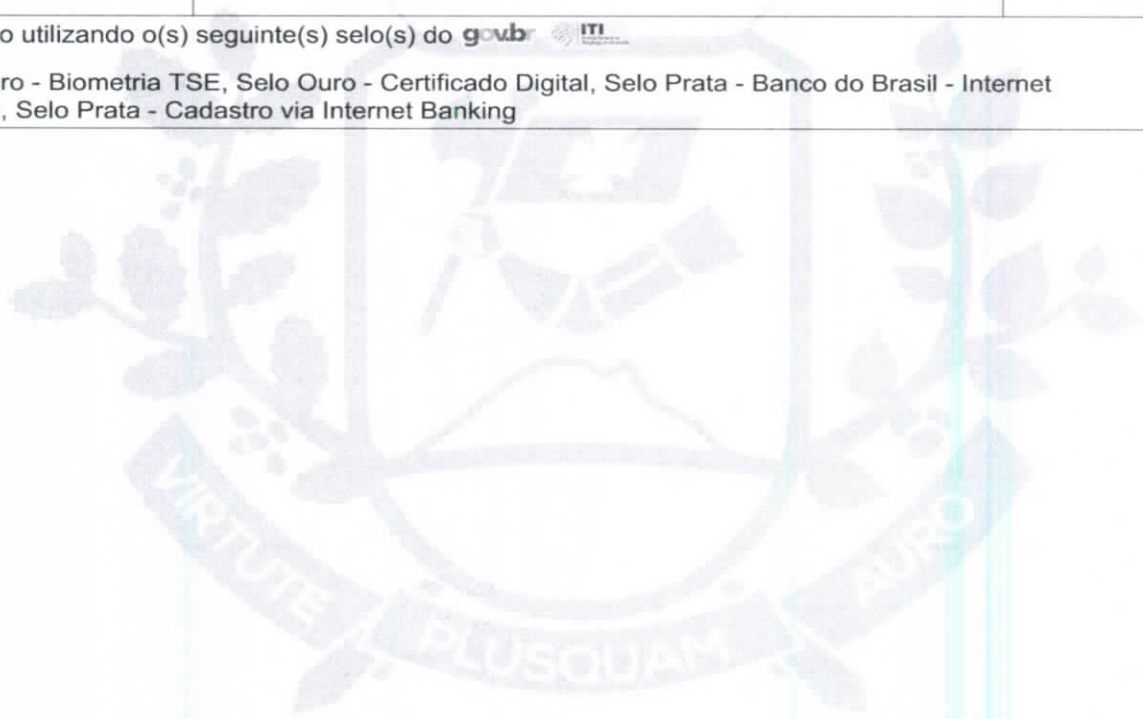 o utilizando o(s) seguinte(s) selo(s) do gov.br ITI
ro - Biometria TSE, Selo Ouro - Certificado Digital, Selo Prata - Banco do Brasil - Internet
, Selo Prata - Cadastro via Internet Banking
VIRTUTE PLUSQUAM AURO